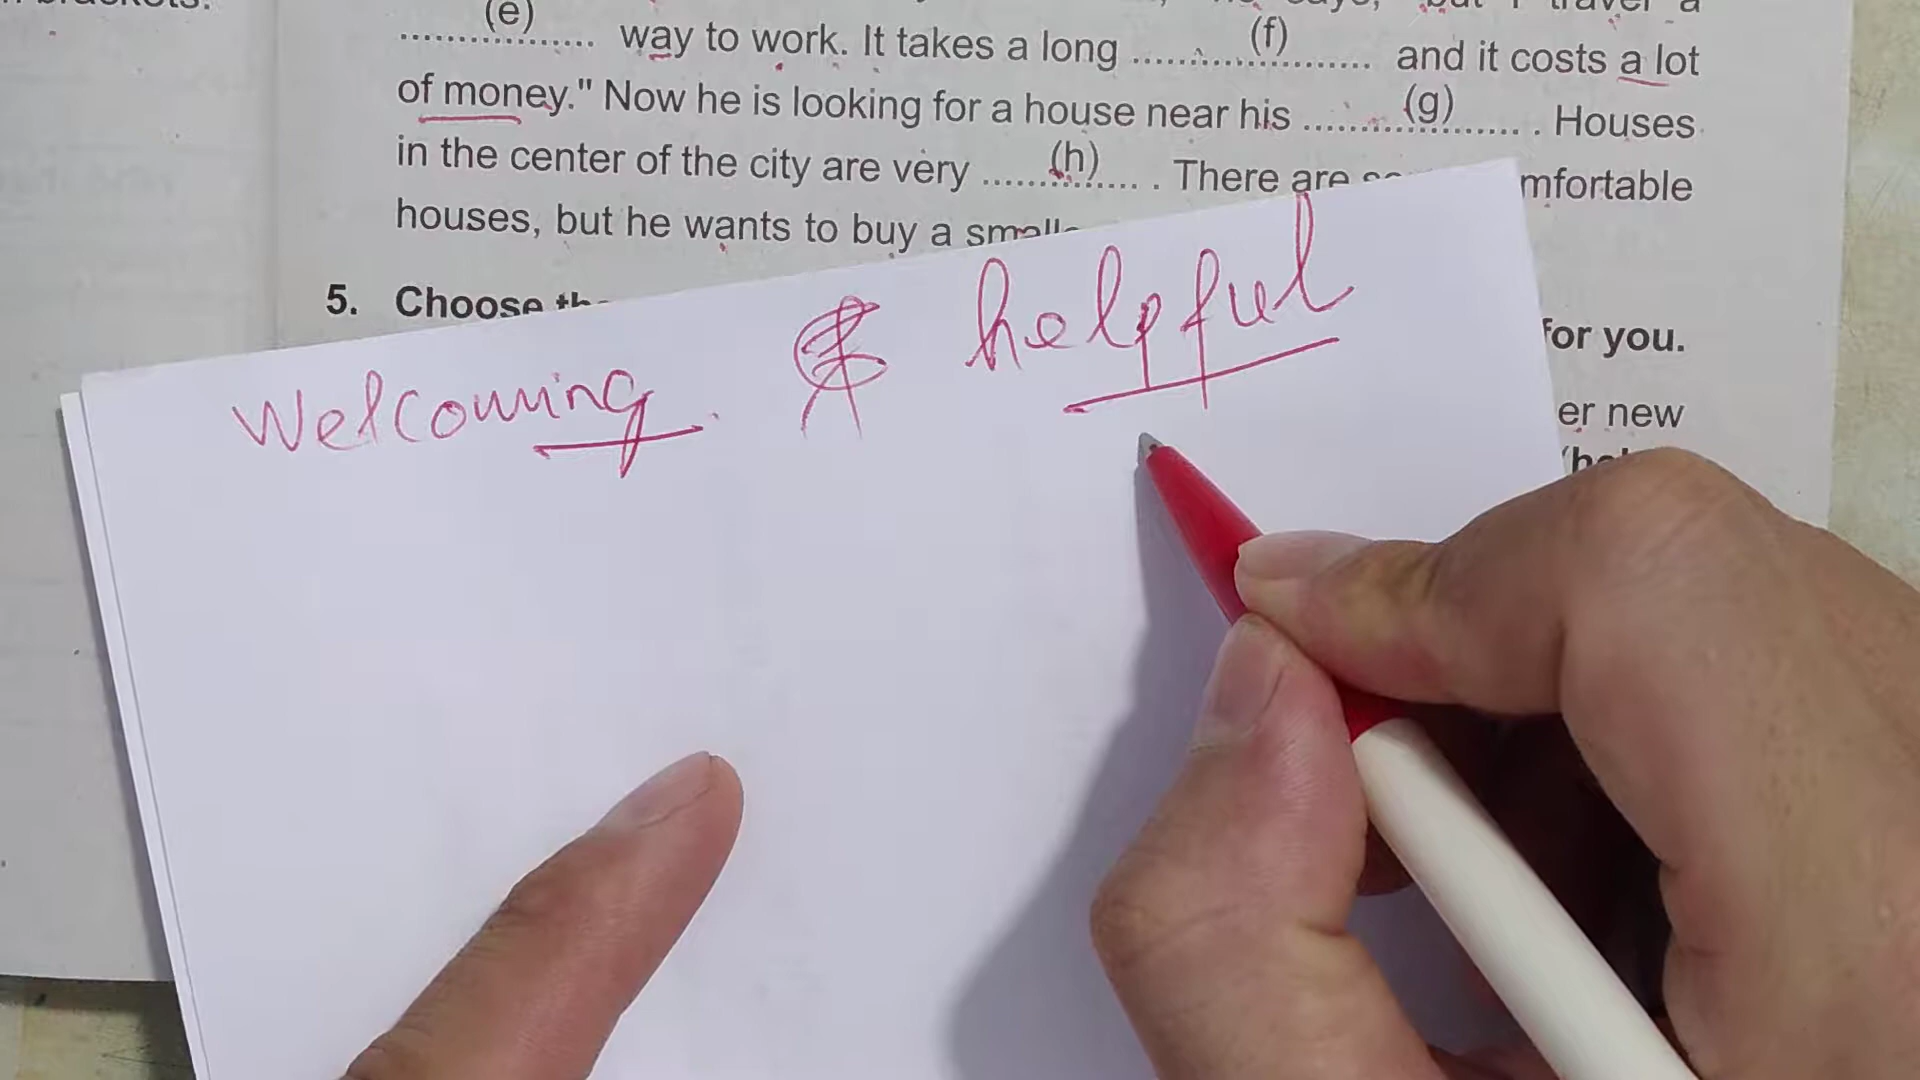 (e) (f)
.................. way to work. It takes a long ........................ and it costs a lot
of money." Now he is looking for a house near his ...................... . Houses
(g)
in the center of the city are very ................ . There are
(h)
mfortable
houses, but he wants to buy a
5. Choose for you.
er new
Welcoming & helpful